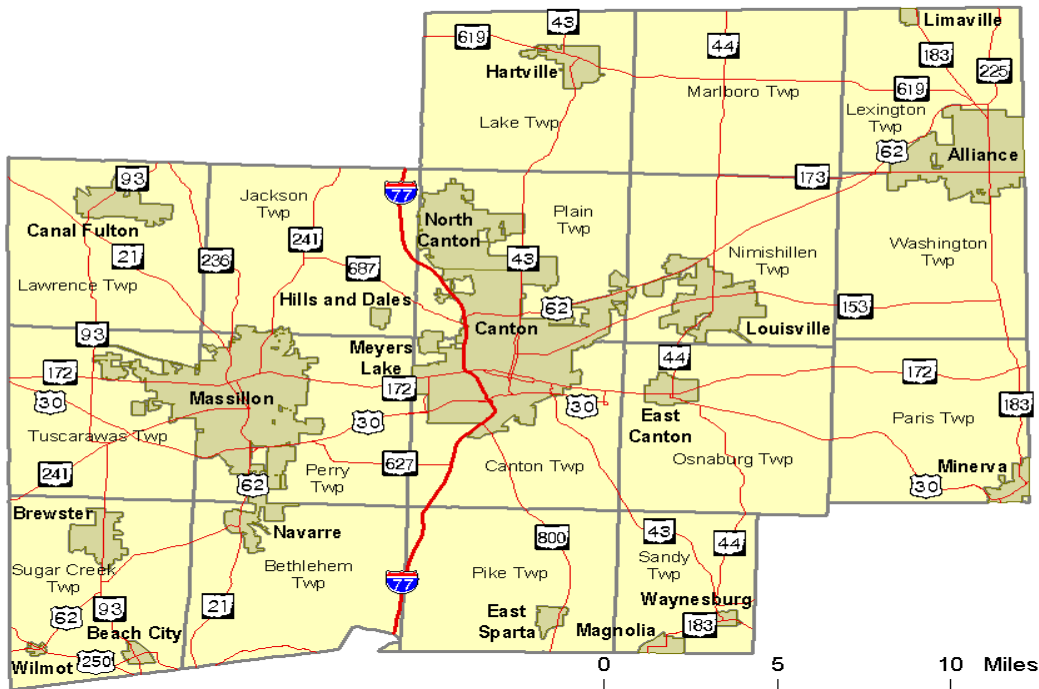 43
Limaville
619
44
183
Hartville
225
619
Marlboro Twp
Lexington
Twp
Lake Twp
62
Alliance
93
173
77
Jackson
Twp
North
Canton
Plain
Twp
Canal Fulton
241
Washington
Twp
21
236
43
Nimishillen
Twp
687
Lawrence Twp
Hills and Dales
62
153
Canton
Louisville
93
Meyers
Lake
44
172
172
172
Massillon
30
30
30
183
East
Canton
Paris Twp
Tuscarawas Twp
241
Perry
Twp
627
Canton Twp
Osnaburg Twp
Minerva
62
30
Brewster
Navarre
800
43
44
Sugar Creek
Twp
Bethlehem
Twp
Pike Twp
Sandy
Twp
77
62
93
21
Waynesburg
East
Sparta
Magnolia
183
Beach City
Wilmot
250
0 5 10 Miles